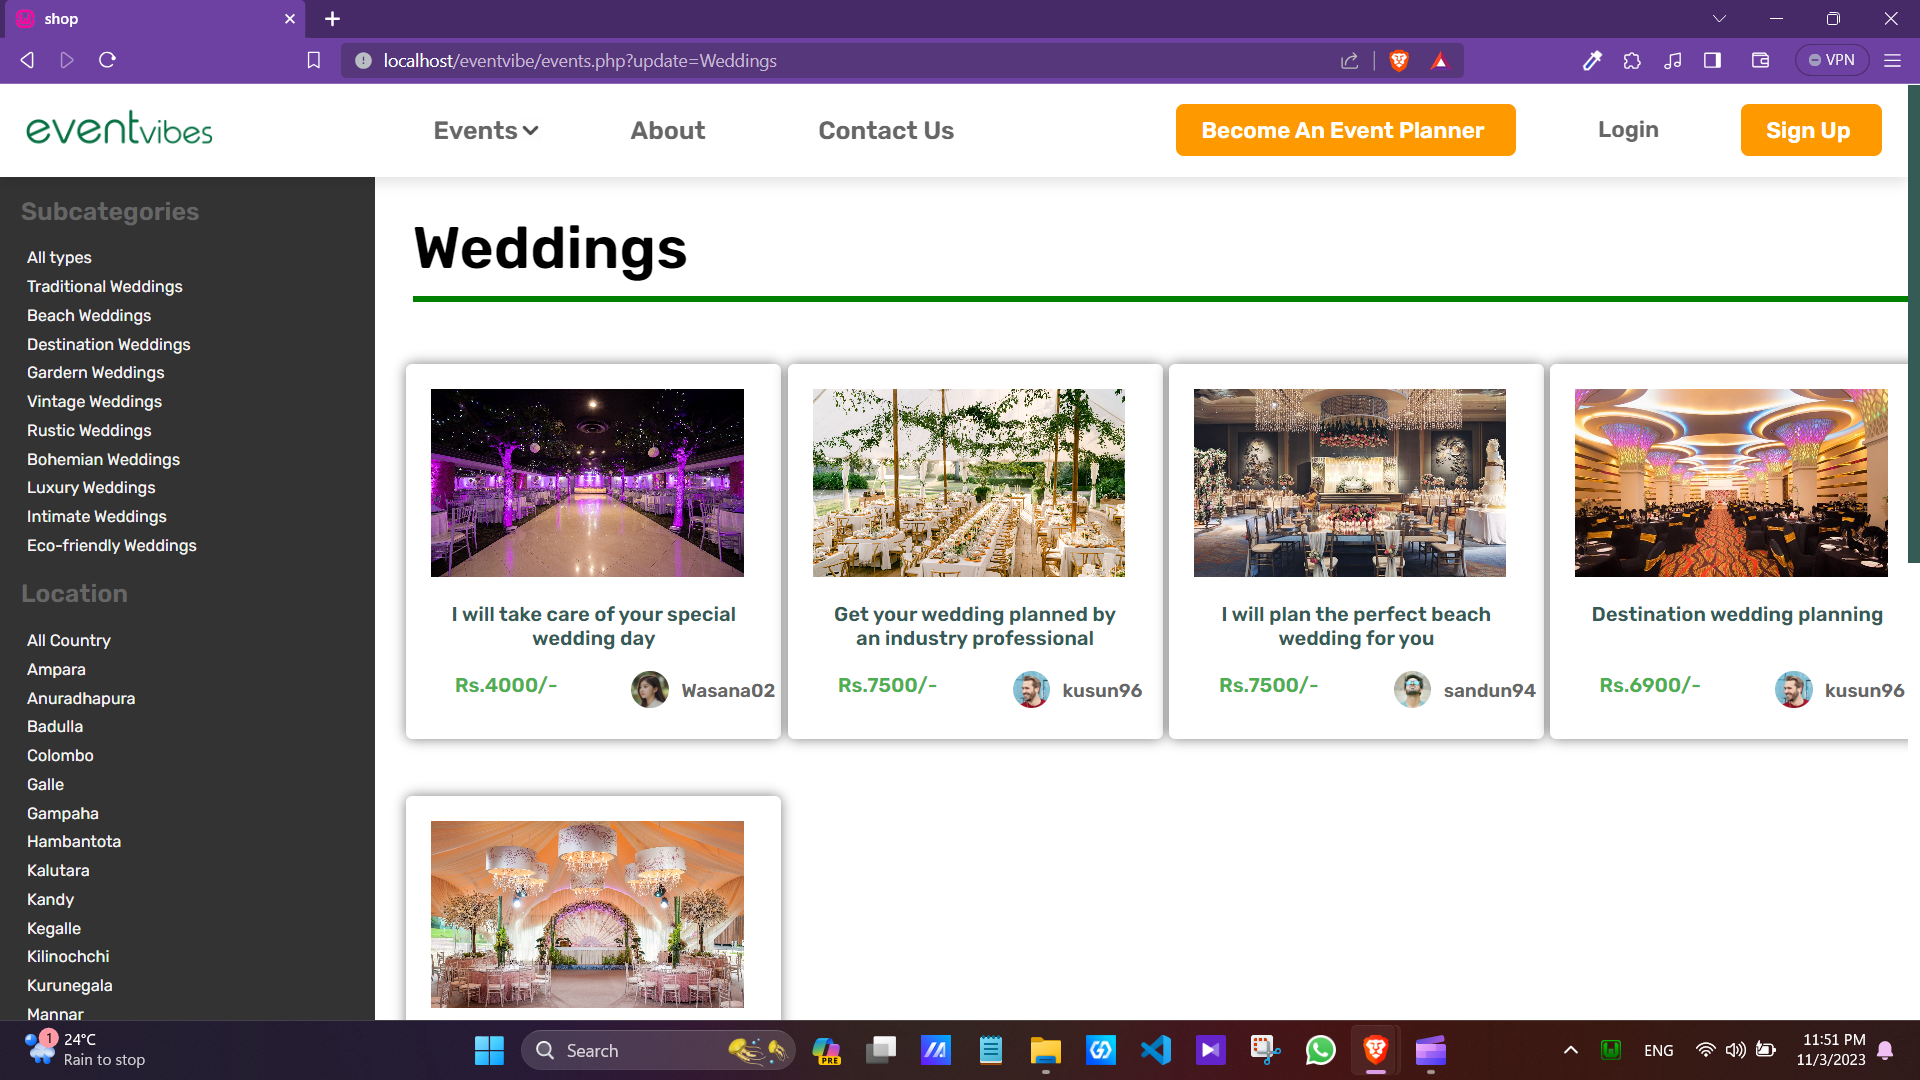 shop
localhost/eventvibe/events.php?update=Weddings
VPN
eventvibes
Events
About
Contact Us
Become An Event Planner
Login
Sign Up
Subcategories
All types
Traditional Weddings
Beach Weddings
Destination Weddings
Gardern Weddings
Vintage Weddings
Rustic Weddings
Bohemian Weddings
Luxury Weddings
Intimate Weddings
Eco-friendly Weddings
Location
All Country
Ampara
Anuradhapura
Badulla
Colombo
Galle
Gampaha
Hambantota
Kalutara
Kandy
Kegalle
Kilinochchi
Kurunegala
Mannar
Weddings
I will take care of your special
wedding day
Rs.4000/-
Wasana02
Get your wedding planned by
an industry professional
Rs.7500/-
kusun96
I will plan the perfect beach
wedding for you
Rs.7500/-
sandun94
Destination wedding planning
Rs.6900/-
kusun96
1
24°C
Rain to stop
Search
PRE
ENG
11:51 PM
11/3/2023